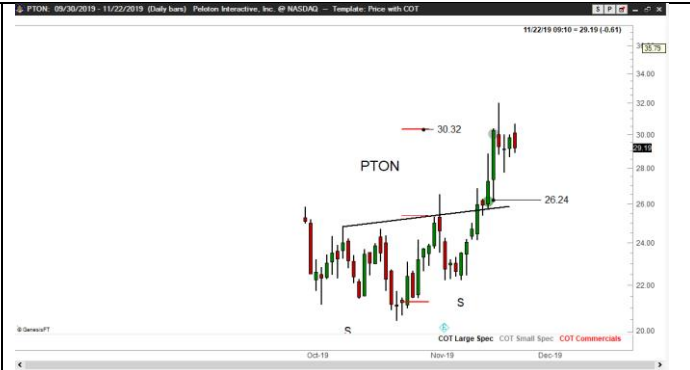 PTON: 09/30/2019 - 11/22/2019 (Daily bars) Peloton Interactive, Inc. @ NASDAQ — Template: Price with COT
S P
11/22/19 09:10 = 29.19 (-0.61)
35.79
34.00
32.00
30.32
30.00
29.19
PTON
28.00
26.24
26.00
24.00
22.00
S
S
E
20.00
© GenesisFT
COT Large Spec COT Small Spec COT Commercials
Oct-19 Nov-19 Dec-19